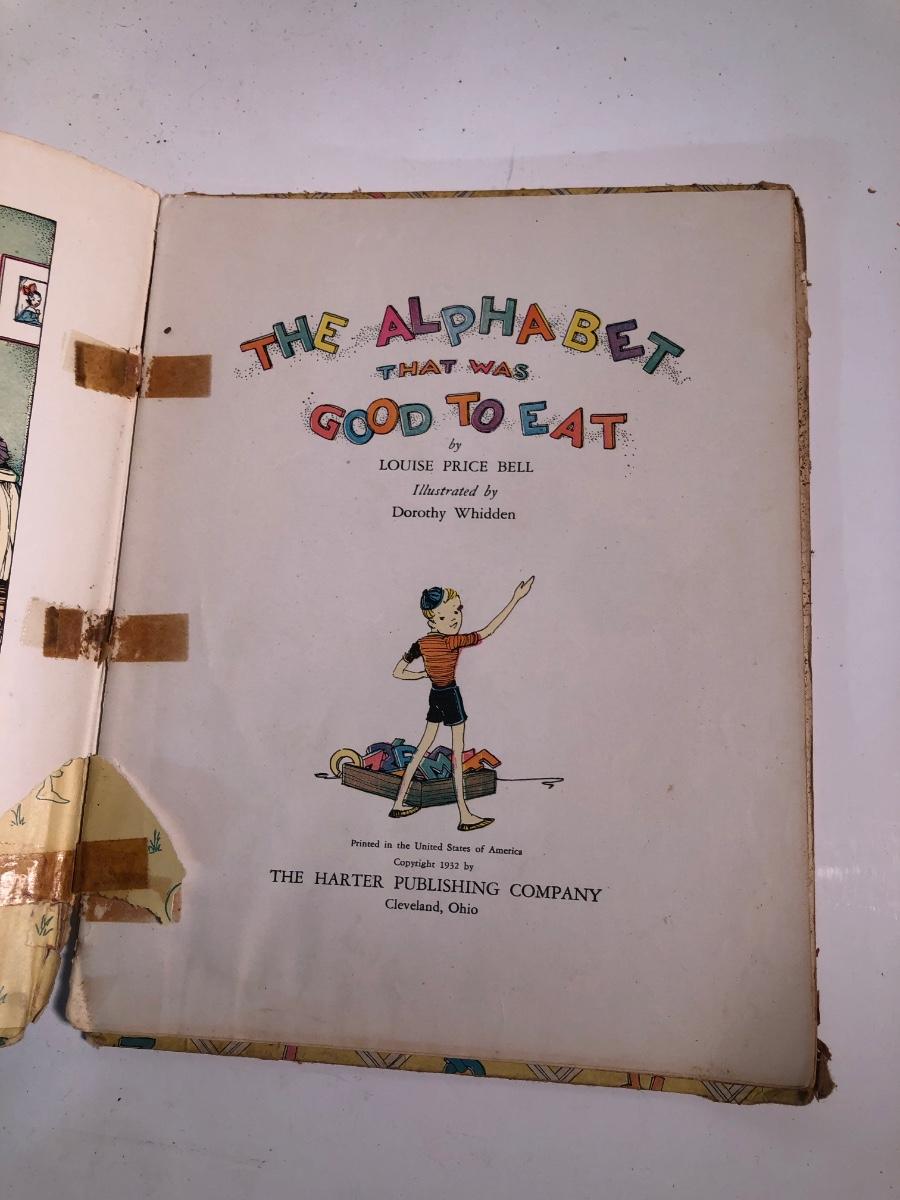 THE ALPHABET
THAT WAS
GOOD TO EAT
by
LOUISE PRICE BELL
Illustrated by
Dorothy Whidden
Printed in the United States of America
Copyright 1932 by
THE HARTER PUBLISHING COMPANY
Cleveland, Ohio